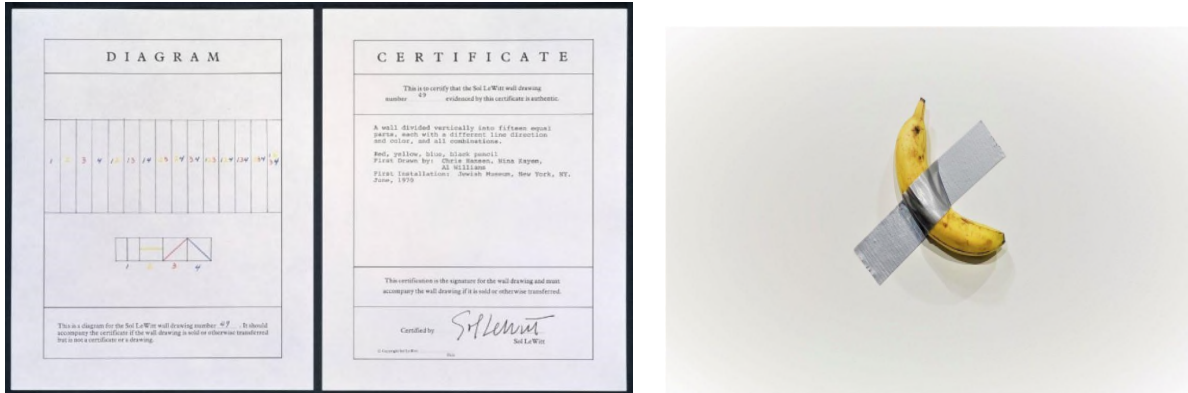 DIAGRAM
1 2 3 4 12 13 14 23 24 34 123 124 134 234
1 2 3 4
This is a diagram for the Sol LeWitt wall drawing number 49 . It should
accompany the certificate if the wall drawing is sold or otherwise transferred
but is not a certificate or a drawing.
CERTIFICATE
This is to certify that the Sol LeWitt wall drawing
number 49 evidenced by this certificate is authentic.
A wall divided vertically into fifteen equal
parts, each with a different line direction
and color, and all combinations.
Red, yellow, blue, black pencil
First Drawn by: Chris Hansen, Nina Kayem,
Al Williams
First Installation: Jewish Museum, New York, NY.
June, 1970
This certification is the signature for the wall drawing and must
accompany the wall drawing if it is sold or otherwise transferred.
Certified by Sol LeWitt
Sol LeWitt
© Copyright Sol LeWitt